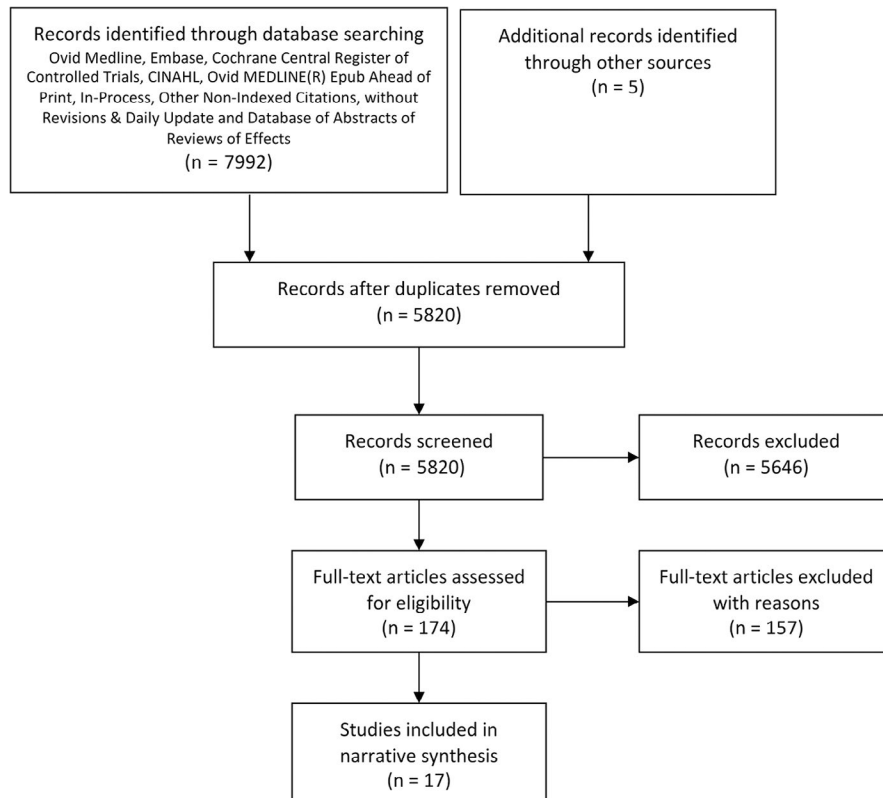 Records identified through database searching
Ovid Medline, Embase, Cochrane Central Register of
Controlled Trials, CINAHL, Ovid MEDLINE(R) Epub Ahead of
Print, In-Process, Other Non-Indexed Citations, without
Revisions & Daily Update and Database of Abstracts of
Reviews of Effects
(n = 7992)
Additional records identified
through other sources
(n = 5)
Records after duplicates removed
(n = 5820)
Records screened
(n = 5820)
Records excluded
(n = 5646)
Full-text articles assessed
for eligibility
(n = 174)
Full-text articles excluded
with reasons
(n = 157)
Studies included in
narrative synthesis
(n = 17)